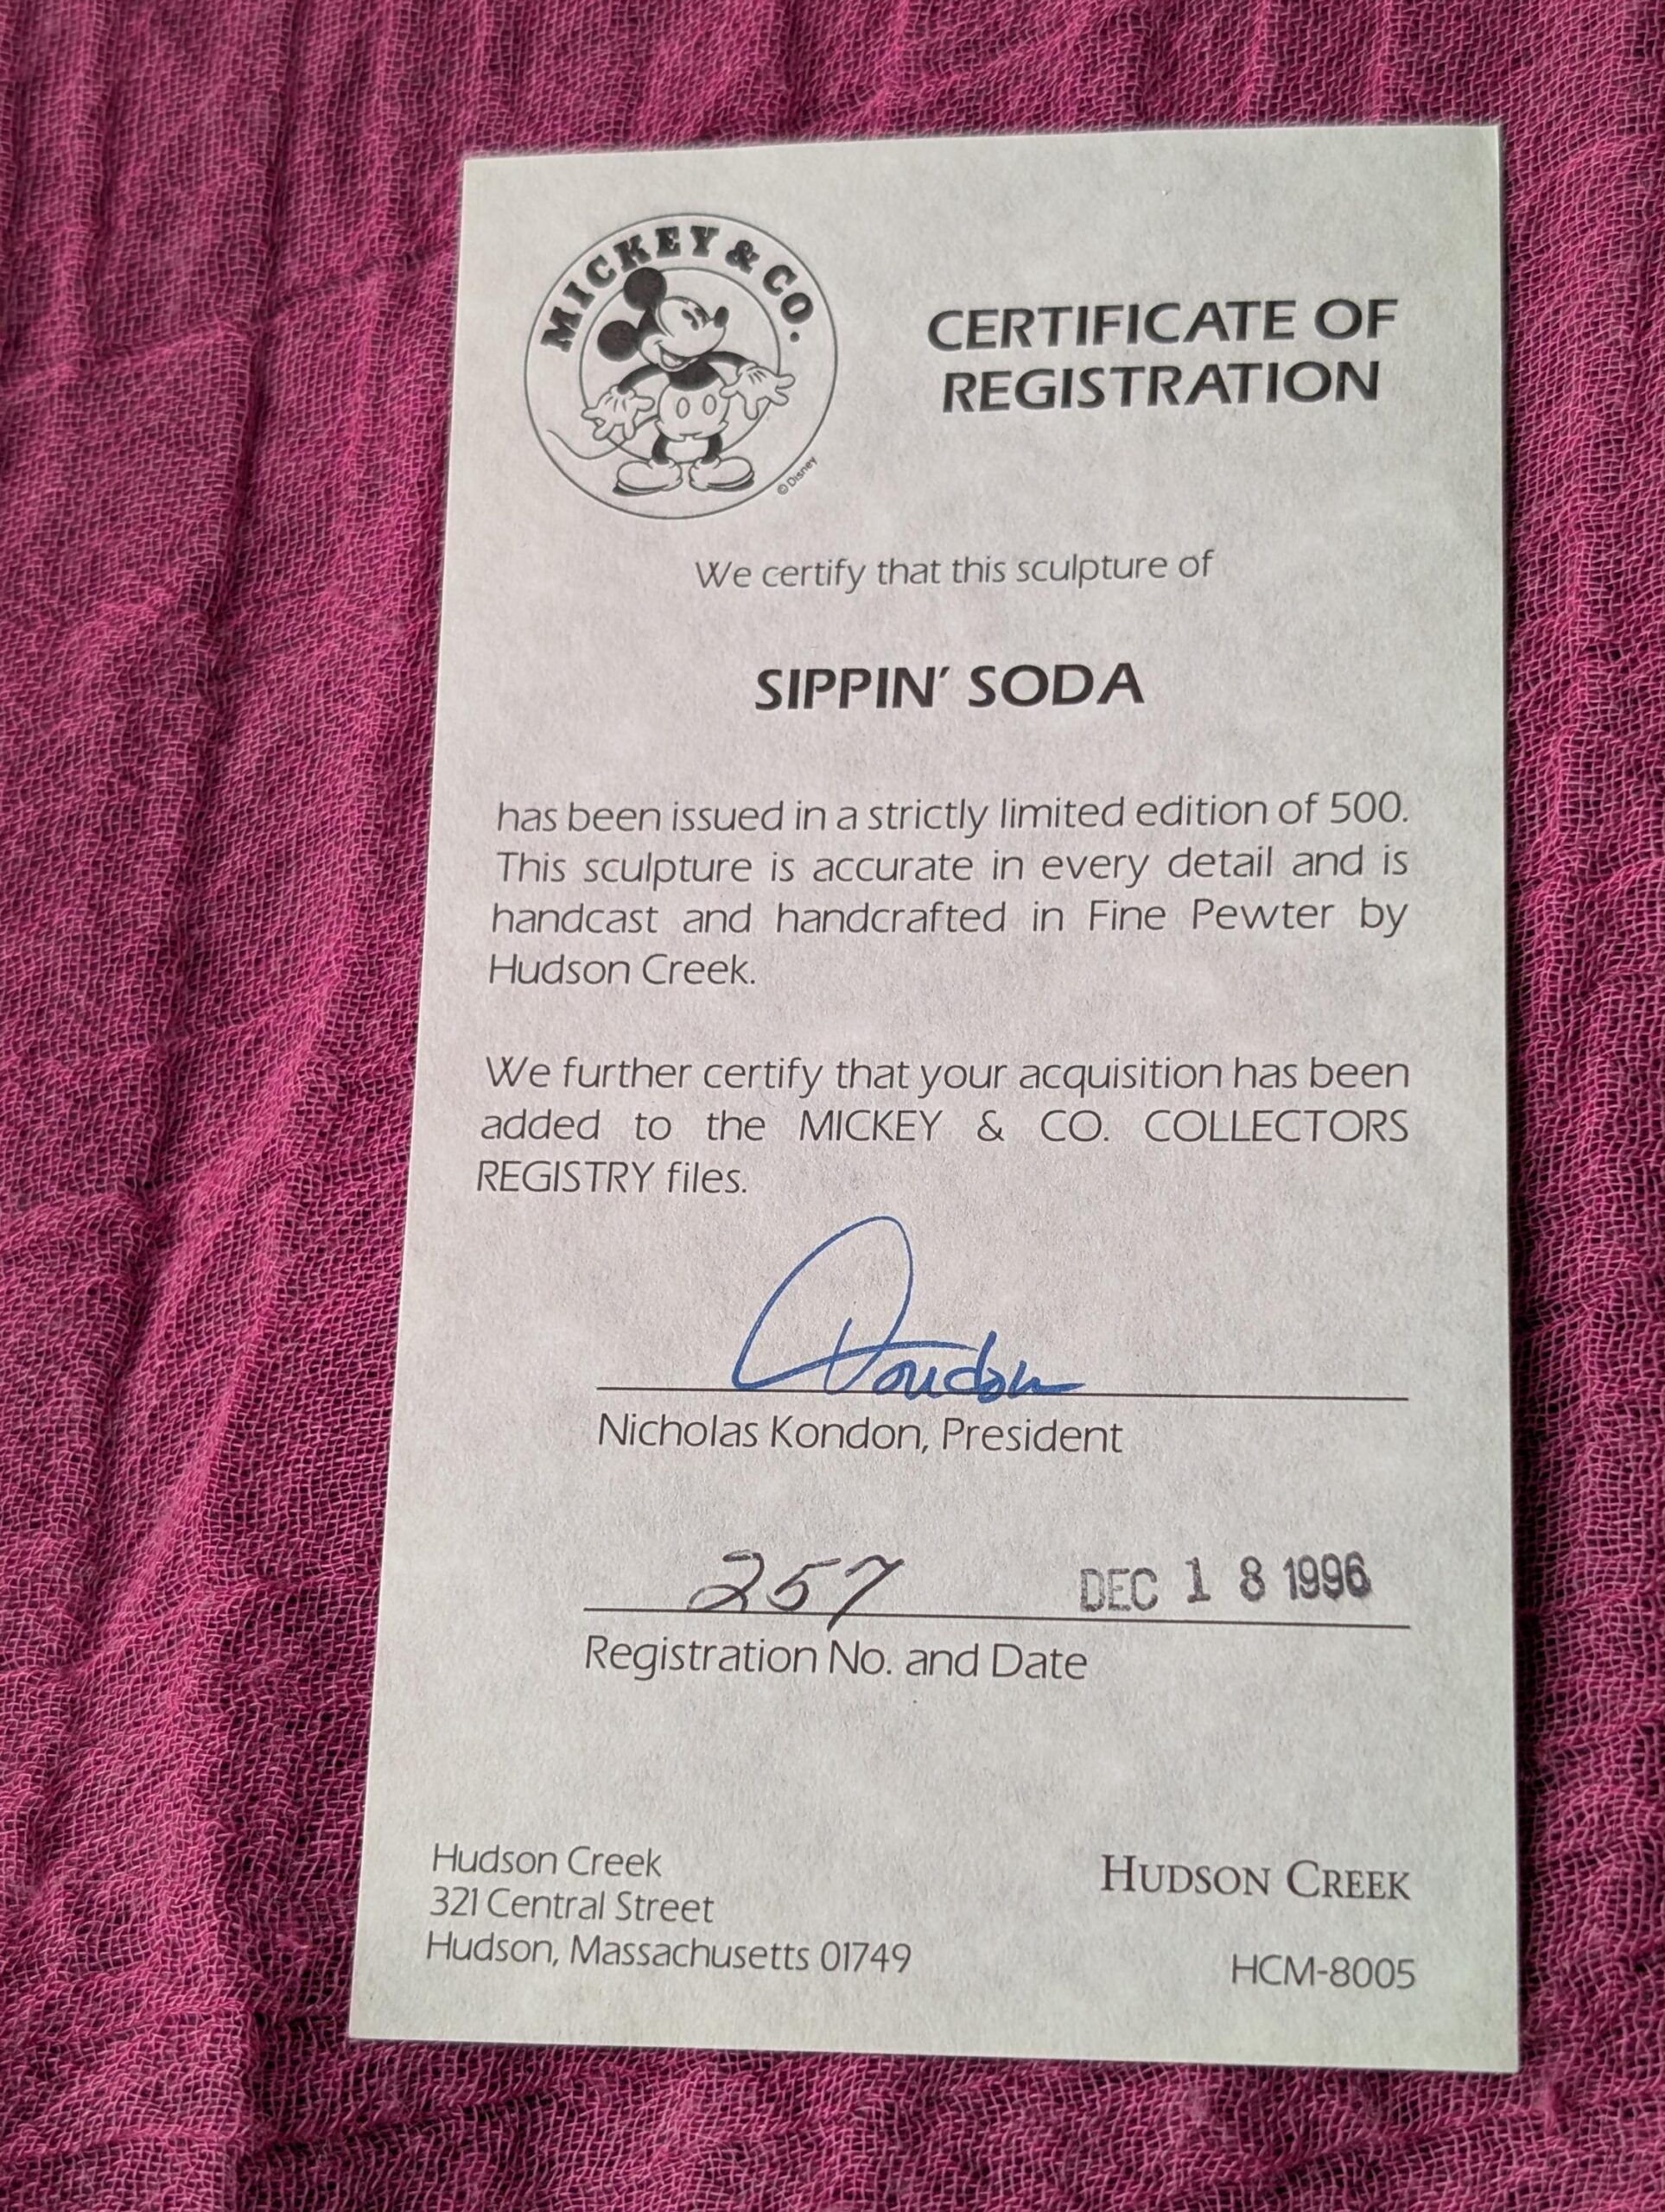 MICKEY & CO.
© Disney
CERTIFICATE OF
REGISTRATION
We certify that this sculpture of
SIPPIN' SODA
has been issued in a strictly limited edition of 500.
This sculpture is accurate in every detail and is
handcast and handcrafted in Fine Pewter by
Hudson Creek.
We further certify that your acquisition has been
added to the MICKEY & CO. COLLECTORS
REGISTRY files.
Nicholas Kondon, President
257 DEC 18 1996
Registration No. and Date
Hudson Creek
321 Central Street
Hudson, Massachusetts 01749
HUDSON CREEK
HCM-8005